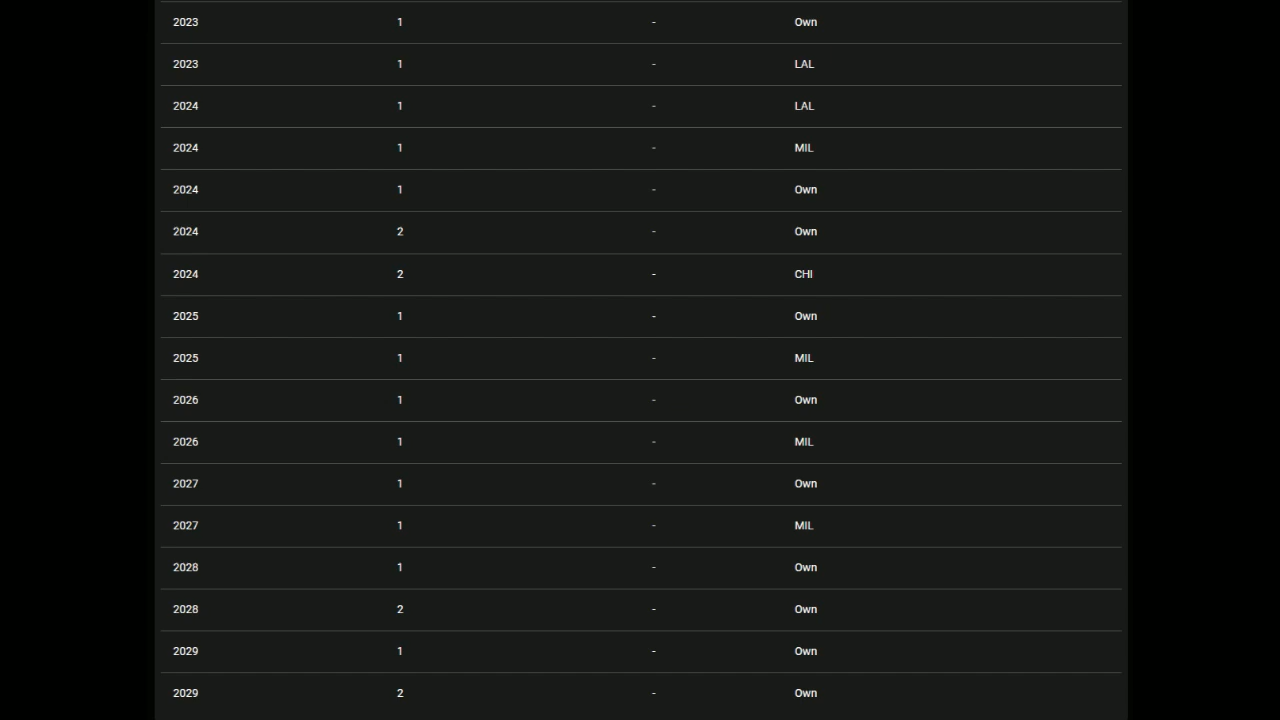 2023 1 - Own
2023 1 - LAL
2024 1 - LAL
2024 1 - MIL
2024 1 - Own
2024 2 - Own
2024 2 - CHI
2025 1 - Own
2025 1 - MIL
2026 1 - Own
2026 1 - MIL
2027 1 - Own
2027 1 - MIL
2028 1 - Own
2028 2 - Own
2029 1 - Own
2029 2 - Own